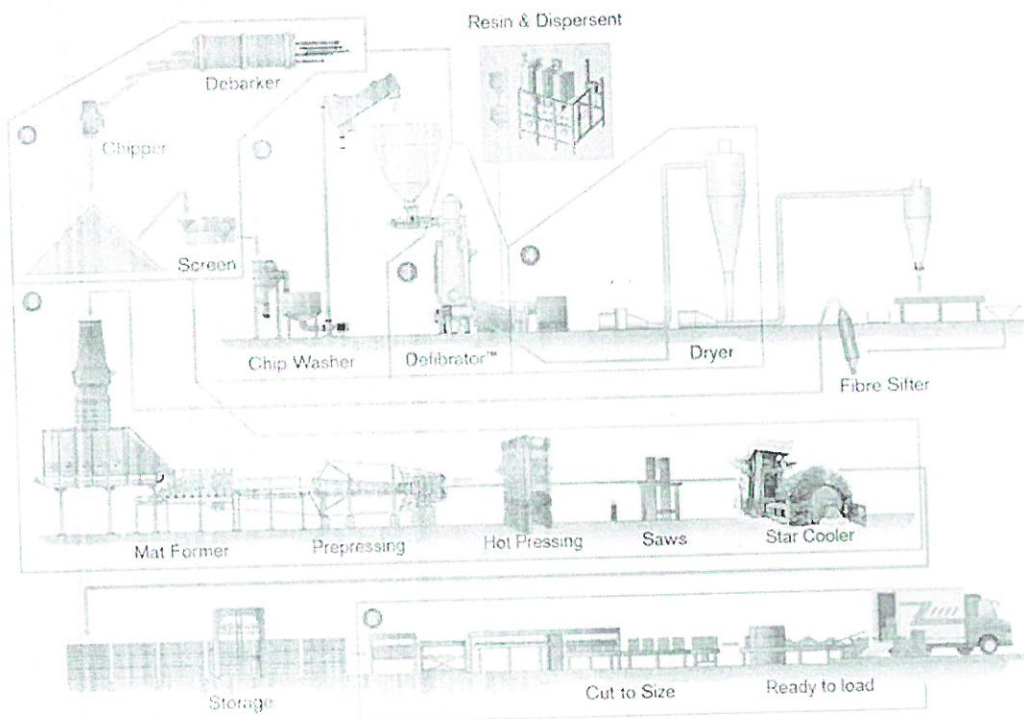 Resin & Dispersent
Debarker
Chipper
Screen
Chip Washer
Defibrator™
Dryer
Fibre Sifter
Mat Former
Prepressing
Hot Pressing
Saws
Star Cooler
Storage
Cut to Size
Ready to load